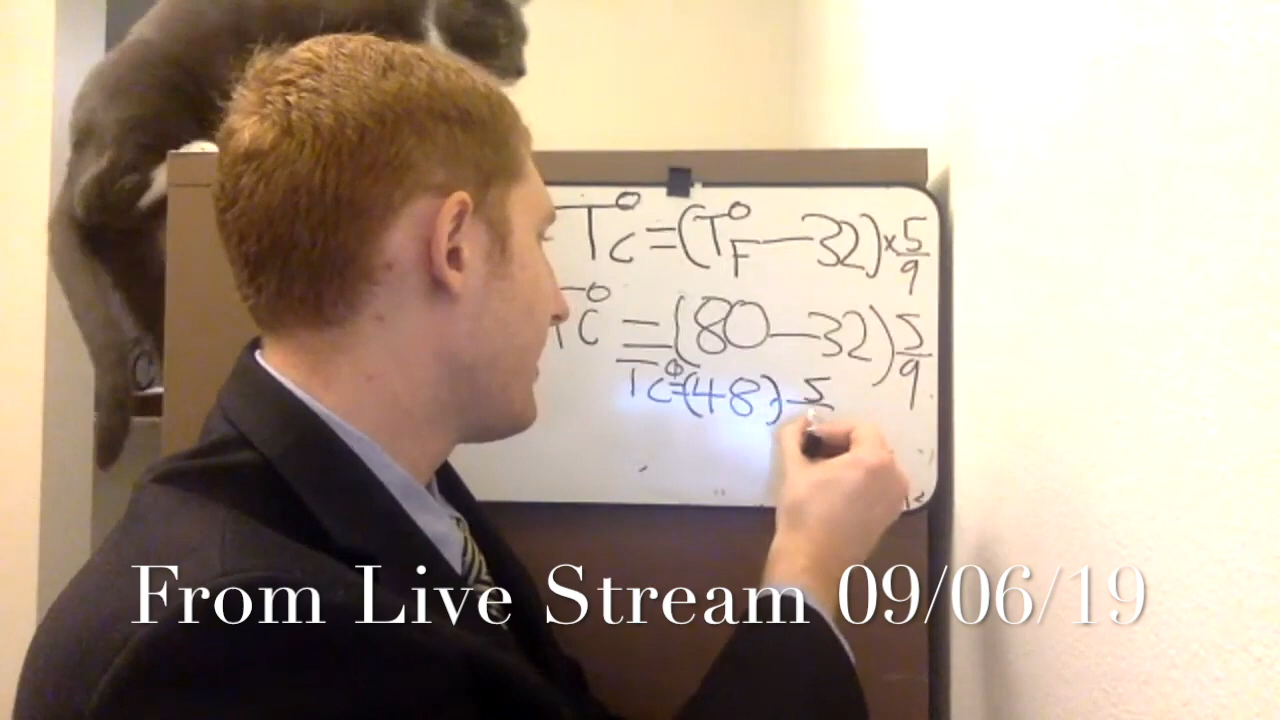 T°C=(T°F—32)×5/9
T°C=(80—32)5/9
T°C=(48)5
From Live Stream 09/06/19